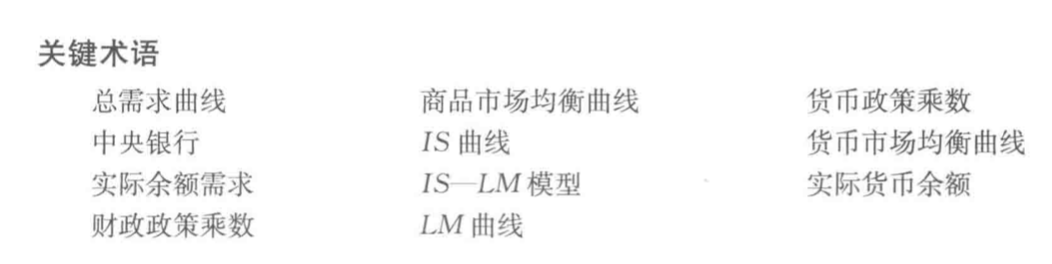 关键术语
总需求曲线 商品市场均衡曲线 货币政策乘数
中央银行 IS 曲线 货币市场均衡曲线
实际余额需求 IS—LM 模型 实际货币余额
财政政策乘数 LM 曲线